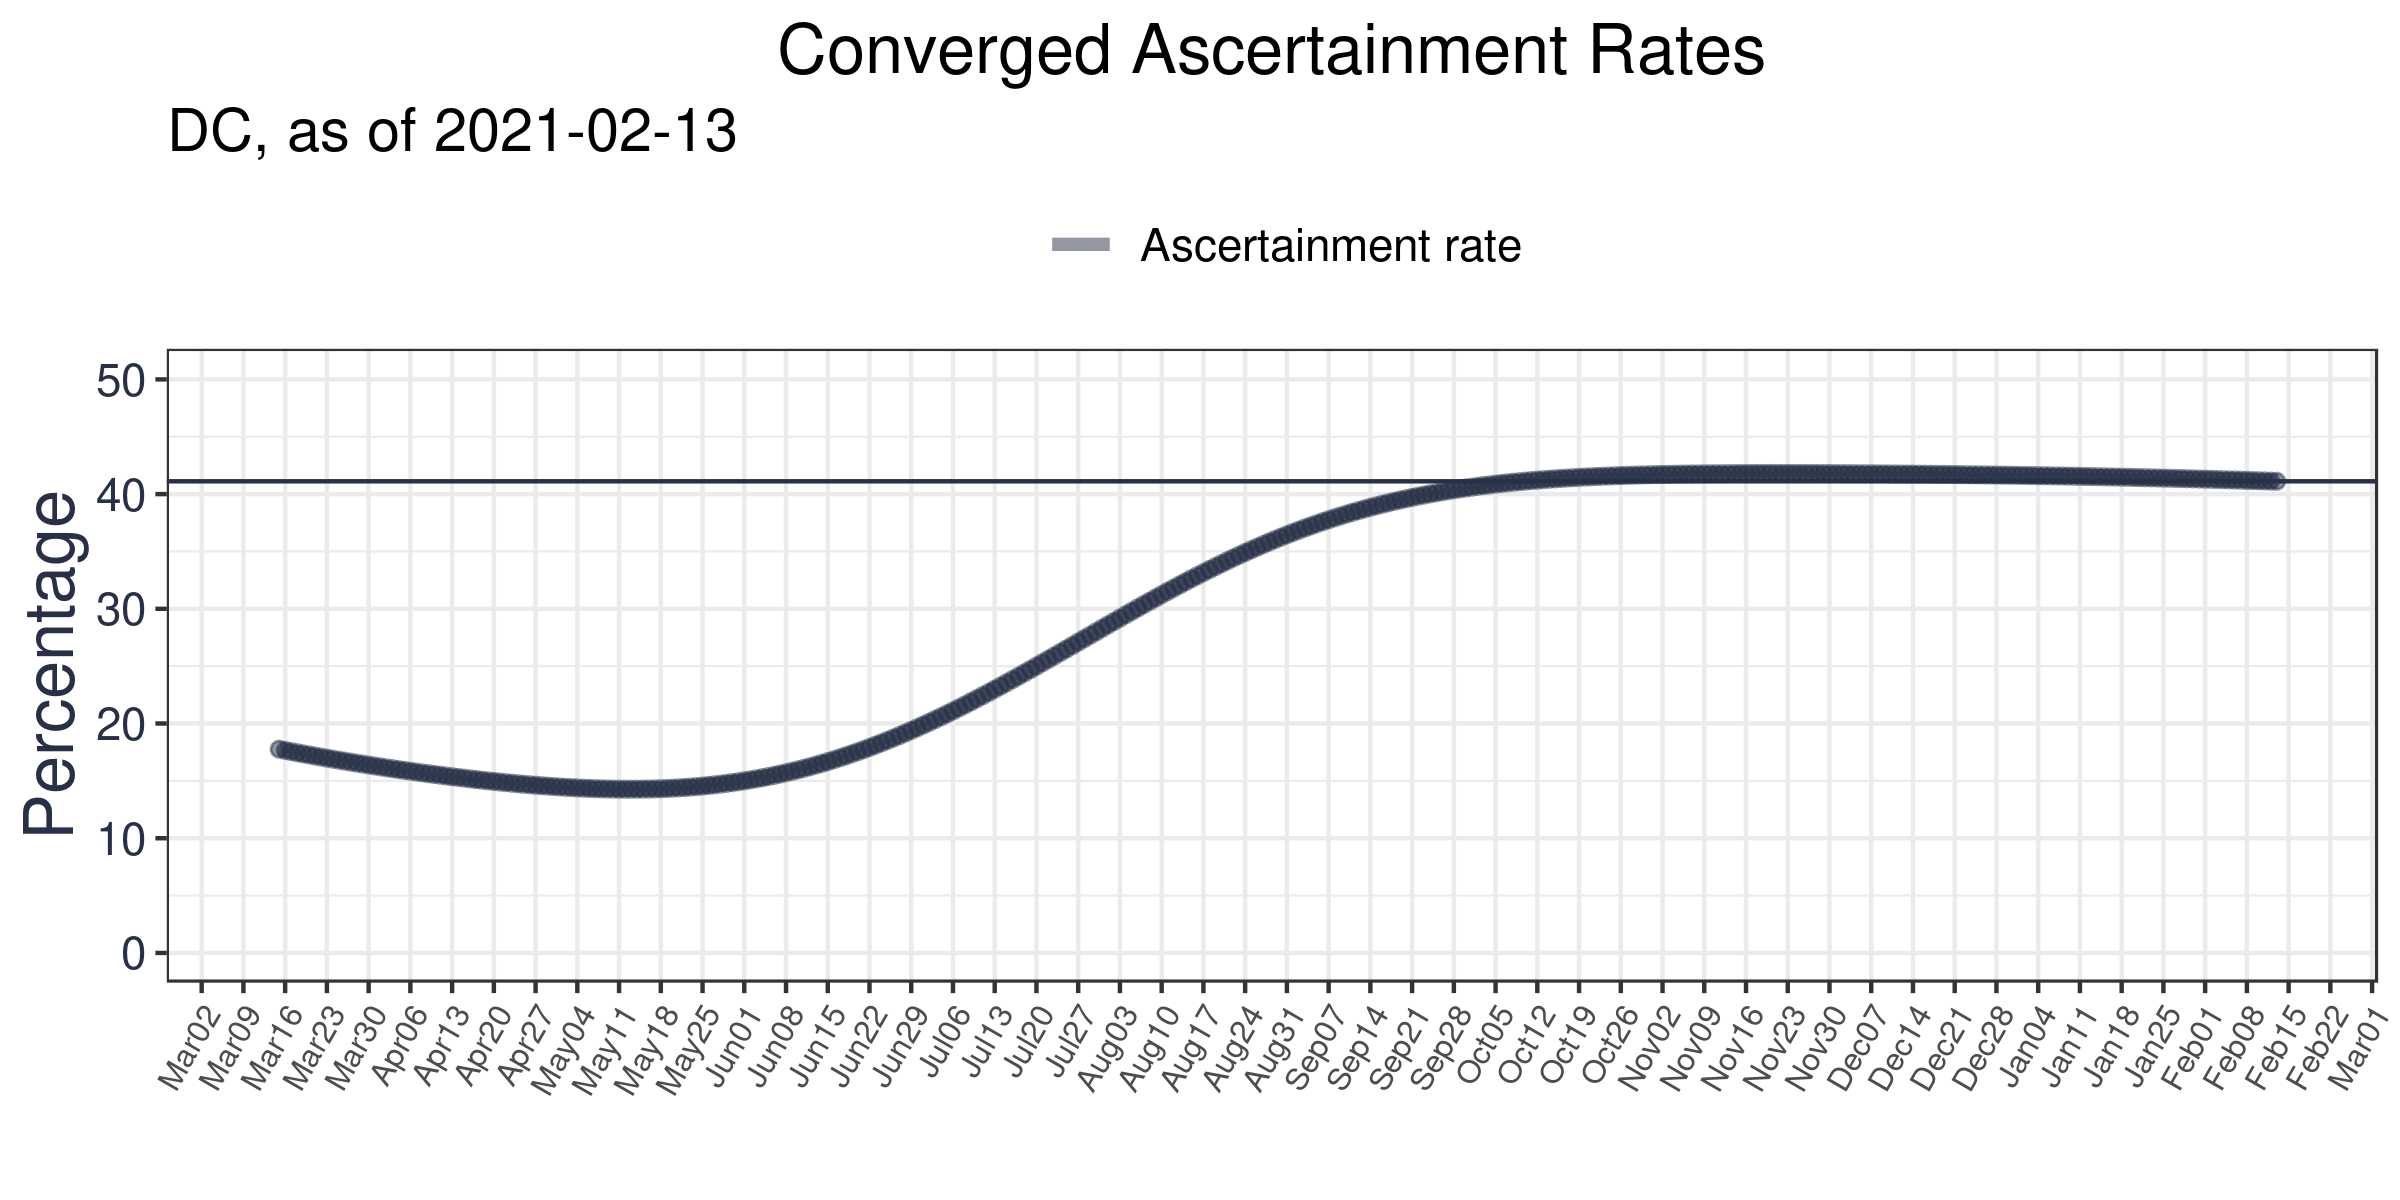 Converged Ascertainment Rates
DC, as of 2021-02-13
Ascertainment rate
Percentage
50
40
30
20
10
0
Mar02 Mar09 Mar16 Mar23 Mar30 Apr06 Apr13 Apr20 Apr27 May04 May11 May18 May25 Jun01 Jun08 Jun15 Jun22 Jun29 Jul06 Jul13 Jul20 Jul27 Aug03 Aug10 Aug17 Aug24 Aug31 Sep07 Sep14 Sep21 Sep28 Oct05 Oct12 Oct19 Oct26 Nov02 Nov09 Nov16 Nov23 Nov30 Dec07 Dec14 Dec21 Dec28 Jan04 Jan11 Jan18 Jan25 Feb01 Feb08 Feb15 Feb22 Mar01